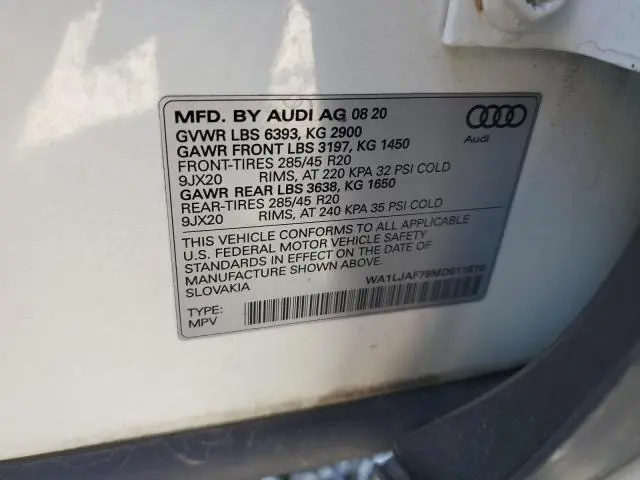 MFD. BY AUDI AG 08 20
GVWR LBS 6393, KG 2900
GAWR FRONT LBS 3197, KG 1450
FRONT-TIRES 285/45 R20
9JX20 RIMS, AT 220 KPA 32 PSI COLD
GAWR REAR LBS 3638, KG 1650
REAR-TIRES 285/45 R20
9JX20 RIMS, AT 240 KPA 35 PSI COLD
Audi
THIS VEHICLE CONFORMS TO ALL APPLICABLE
U.S. FEDERAL MOTOR VEHICLE SAFETY
STANDARDS IN EFFECT ON THE DATE OF
MANUFACTURE SHOWN ABOVE.
SLOVAKIA
TYPE:
MPV